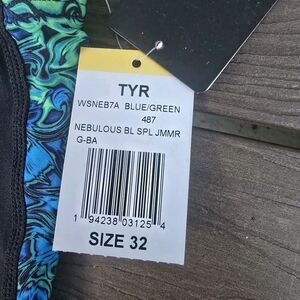 TYR
WSNEB7A BLUE/GREEN
487
NEBULOUS BL SPL JMMR
G-BA
1 94238 03125 4
SIZE 32